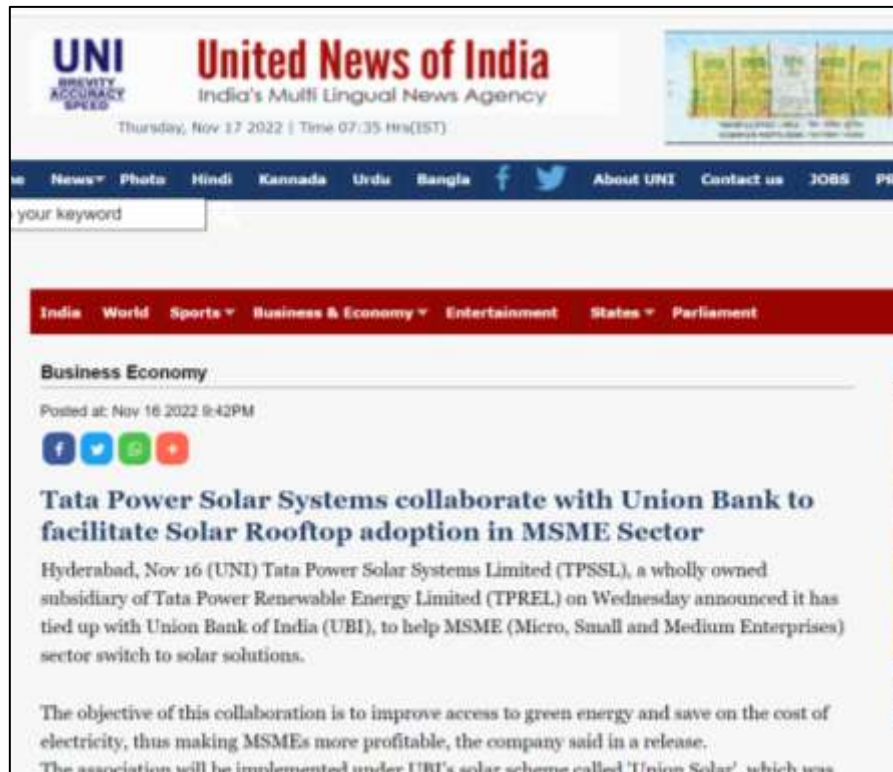 UNI
BREVITY
ACCURACY
SPEED
United News of India
India's Multi Lingual News Agency
Thursday, Nov 17 2022 | Time 07:35 Hrs(IST)
News Photo Hindi Kannada Urdu Bangla About UNI Contact us JOBS
your keyword
India World Sports Business & Economy Entertainment States Parliament
Business Economy
Posted at: Nov 16 2022 9:42PM
Tata Power Solar Systems collaborate with Union Bank to
facilitate Solar Rooftop adoption in MSME Sector
Hyderabad, Nov 16 (UNI) Tata Power Solar Systems Limited (TPSSL), a wholly owned
subsidiary of Tata Power Renewable Energy Limited (TPREL) on Wednesday announced it has
tied up with Union Bank of India (UBI), to help MSME (Micro, Small and Medium Enterprises)
sector switch to solar solutions.
The objective of this collaboration is to improve access to green energy and save on the cost of
electricity, thus making MSMEs more profitable, the company said in a release.
The association will be implemented under UBI's solar scheme called 'Union Solar', which was